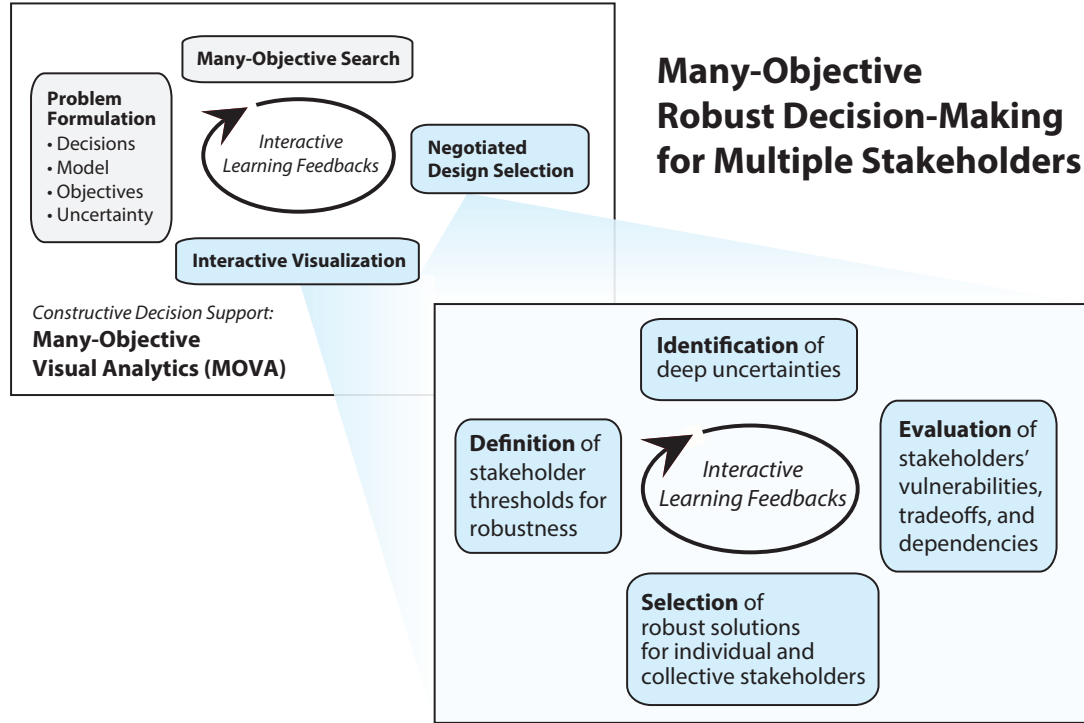 Many-Objective
Robust Decision-Making
for Multiple Stakeholders
Many-Objective Search
Problem
Formulation
• Decisions
• Model
• Objectives
• Uncertainty
Interactive
Learning Feedbacks
Negotiated
Design Selection
Interactive Visualization
Constructive Decision Support:
Many-Objective
Visual Analytics (MOVA)
Identification of
deep uncertainties
Definition of
stakeholder
thresholds for
robustness
Interactive
Learning Feedbacks
Evaluation of
stakeholders’
vulnerabilities,
tradeoffs, and
dependencies
Selection of
robust solutions
for individual and
collective stakeholders